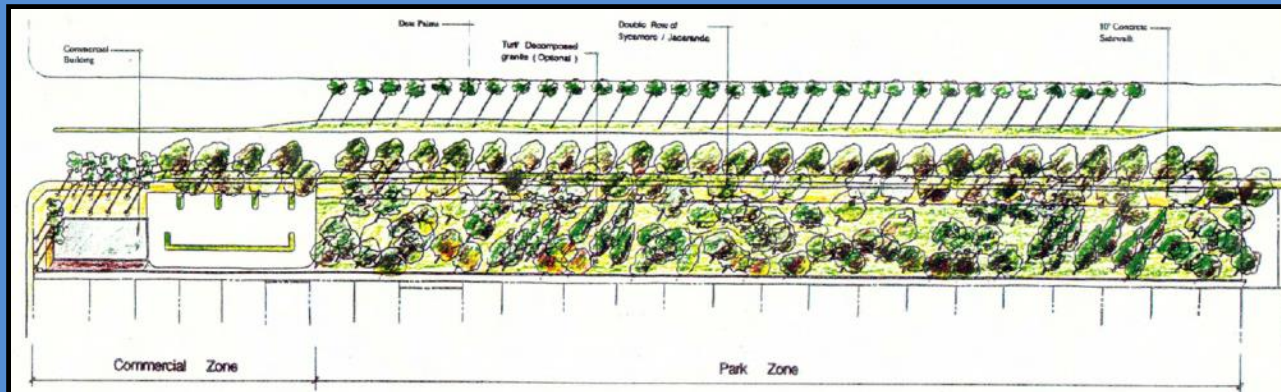 Commercial
Building
Date Palms
Turf/ Decomposed
granite ( Optional )
Double Row of
Sycamore / Jacaranda
10' Concrete
Sidewalk
Commercial Zone
Park Zone